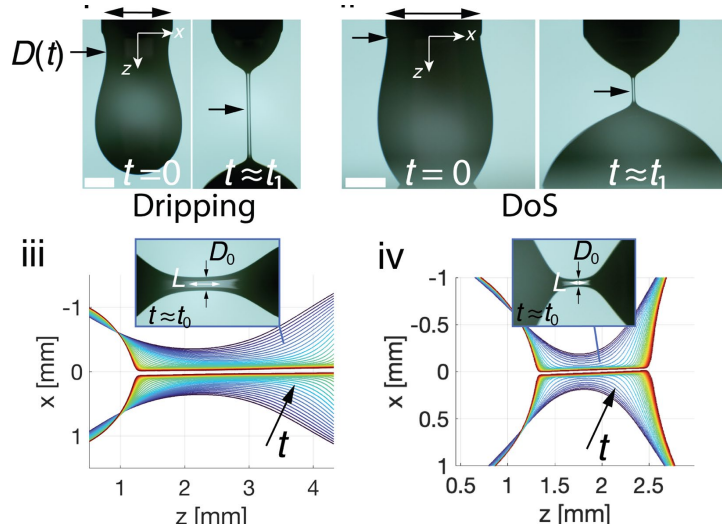 D(t)
x
z
t = 0
t ≈ t1
Dripping
x
z
t = 0
t ≈ t1
DoS
iii
D0
L
t≈t0
-1
0
1
x [mm]
t
1
2
3
4
z [mm]
iv
D0
L
t≈t0
-1
-0.5
0
0.5
1
x [mm]
t
0.5
1
1.5
2
2.5
z [mm]